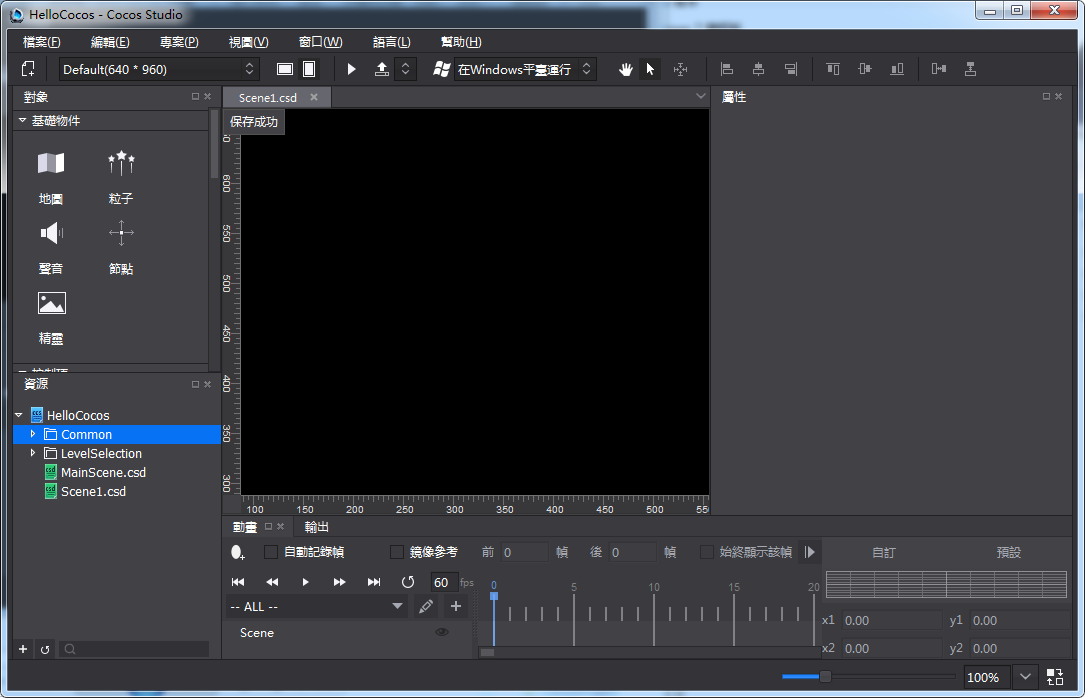 HelloCocos - Cocos Studio
檔案(F) 編輯(E) 專案(P) 視圖(V) 窗口(W) 語言(L) 幫助(H)
Default(640 * 960) 在Windows平臺運行
對象
基礎物件
地圖 粒子
聲音 節點
精靈
資源
HelloCocos
Common
LevelSelection
MainScene.csd
Scene1.csd
Scene1.csd
保存成功
600
550
500
450
400
350
300
100 150 200 250 300 350 400 450 500
屬性
動畫 輸出
自動記錄幀 鏡像參考 前 0 幀 後 0 幀 始終顯示該幀 自訂 預設
60 fps
0 5 10 15 20
-- ALL --
Scene
x1 0.00 y1 0.00
x2 0.00 y2 0.00
100%